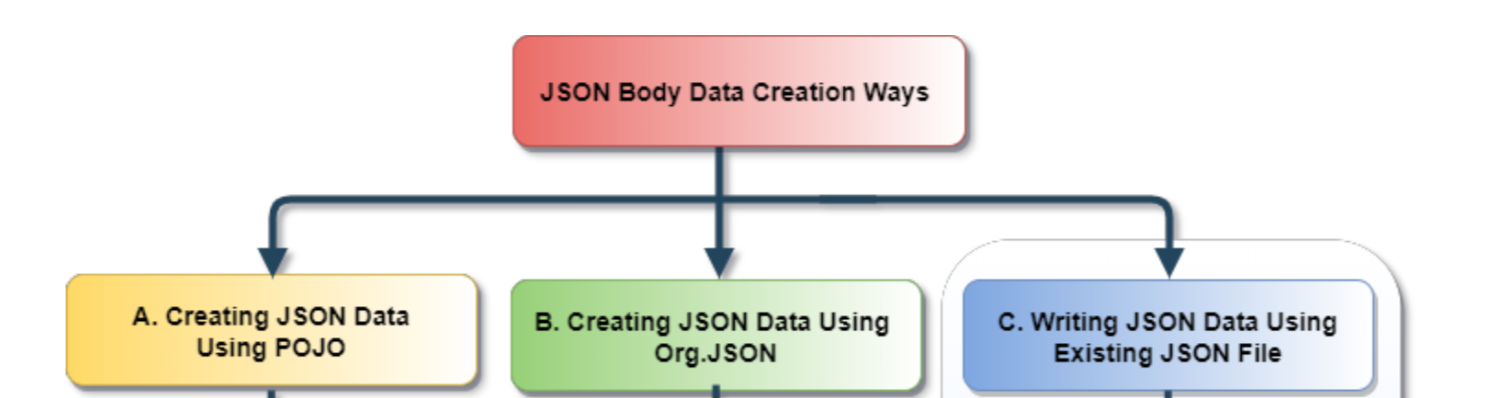 JSON Body Data Creation Ways
A. Creating JSON Data
Using POJO
B. Creating JSON Data Using
Org.JSON
C. Writing JSON Data Using
Existing JSON File